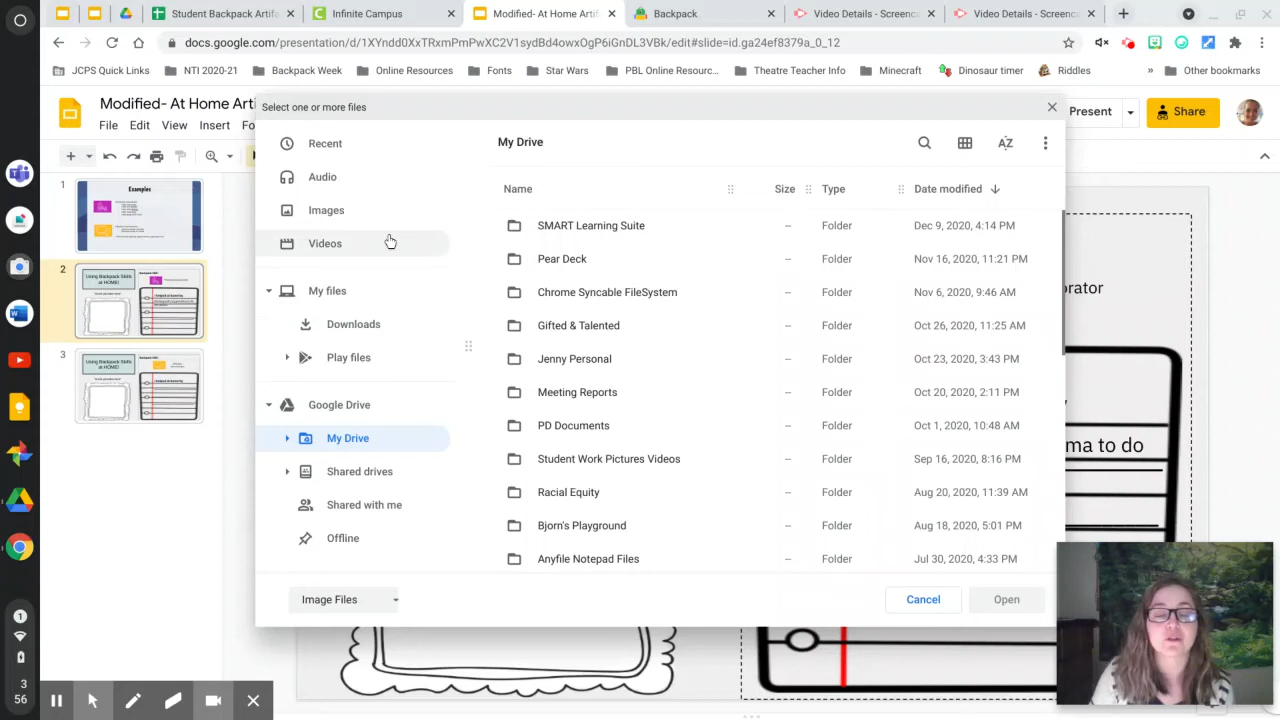 Student Backpack Artif
Infinite Campus
Modified- At Home Art
Backpack
Video Details - Screenca
Video Details - Screenc
docs.google.com/presentation/d/1XYndd0XxTRxm3mPwXC2V1sydBd4owxOgP6iGnDL3VBk/edit#slide=id.ga24ef8379a_0_12
JCPS Quick Links
NTI 2020-21
Backpack Week
Online Resources
Fonts
Star Wars
PBL Online Resourc...
Theatre Teacher Info
Minecraft
Dinosaur timer
Riddles
»
Other bookmarks
Modified- At Home Arti
File Edit View Insert Fo
Present
Share
Select one or more files
Recent
Audio
Images
Videos
My files
Downloads
Play files
Google Drive
My Drive
Shared drives
Shared with me
Offline
My Drive
AZ
Name Size Type Date modified
SMART Learning Suite -- Folder Dec 9, 2020, 4:14 PM
Pear Deck -- Folder Nov 16, 2020, 11:21 PM
Chrome Syncable FileSystem -- Folder Nov 6, 2020, 9:46 AM
Gifted & Talented -- Folder Oct 26, 2020, 11:25 AM
Jenny Personal -- Folder Oct 23, 2020, 3:43 PM
Meeting Reports -- Folder Oct 20, 2020, 2:11 PM
PD Documents -- Folder Oct 1, 2020, 10:48 AM
Student Work Pictures Videos -- Folder Sep 16, 2020, 8:16 PM
Racial Equity -- Folder Aug 20, 2020, 11:39 AM
Bjorn's Playground -- Folder Aug 18, 2020, 5:01 PM
Anyfile Notepad Files -- Folder Jul 30, 2020, 4:33 PM
Image Files
Cancel
Open
1
Examples
2
Using Backpack Skills
at HOME!
3
Using Backpack Skills
at HOME!
orator
ma to do
1
3
56